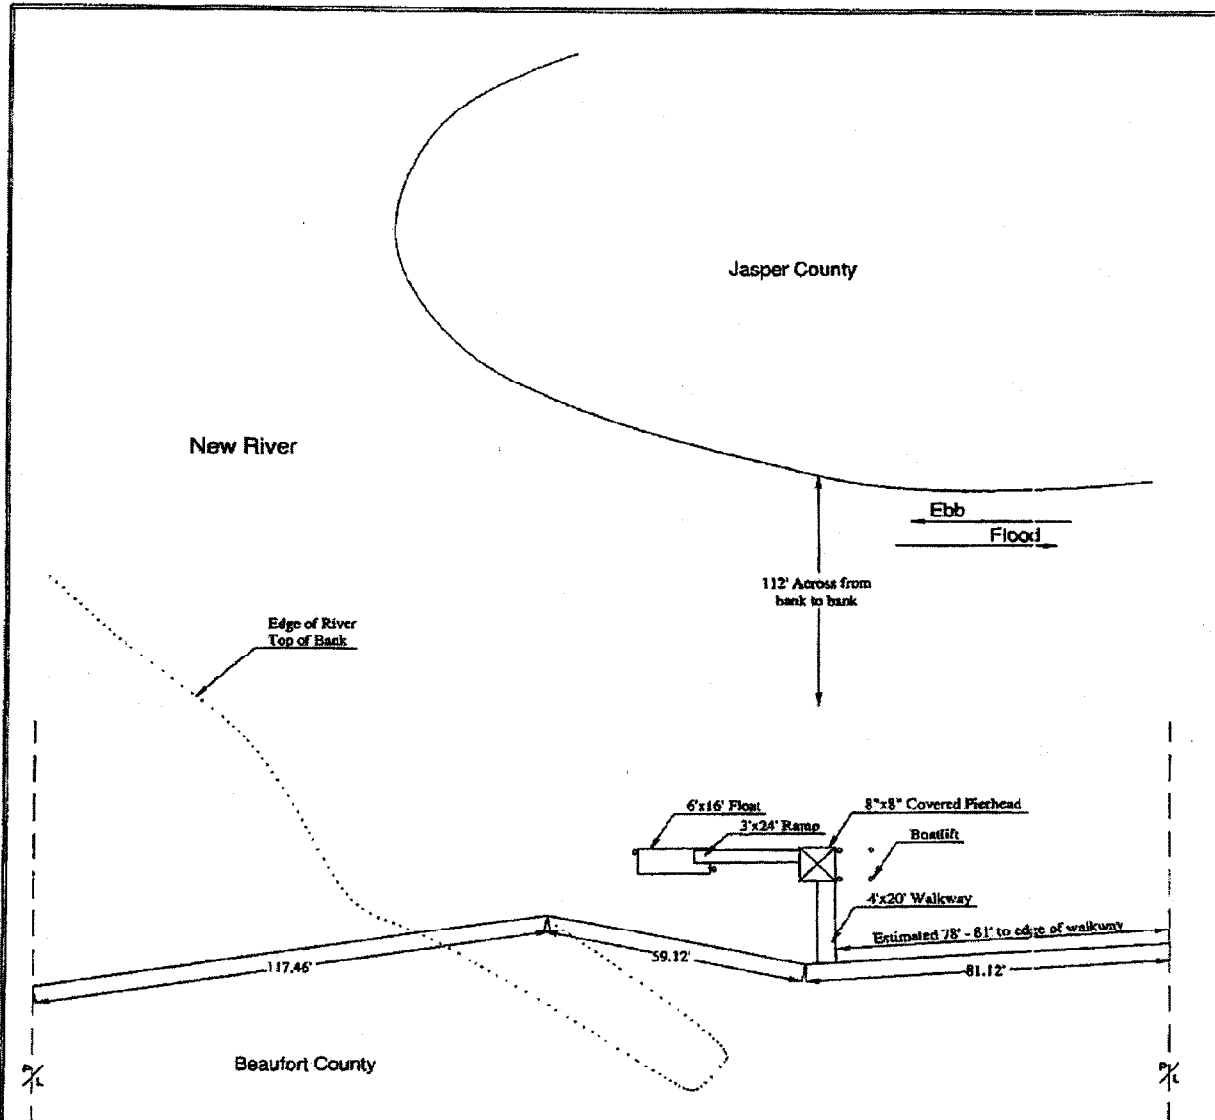 Jasper County
New River
Ebb
Flood
112' Across from
bank to bank
Edge of River
Top of Bank
6'x16' Float
8"x8" Covered Pierhead
3'x24' Ramp
Boatlift
4'x20' Walkway
Estimated 78' - 81' to edge of walkway
117.46'
59.12'
81.12'
Beaufort County
P/L
P/L